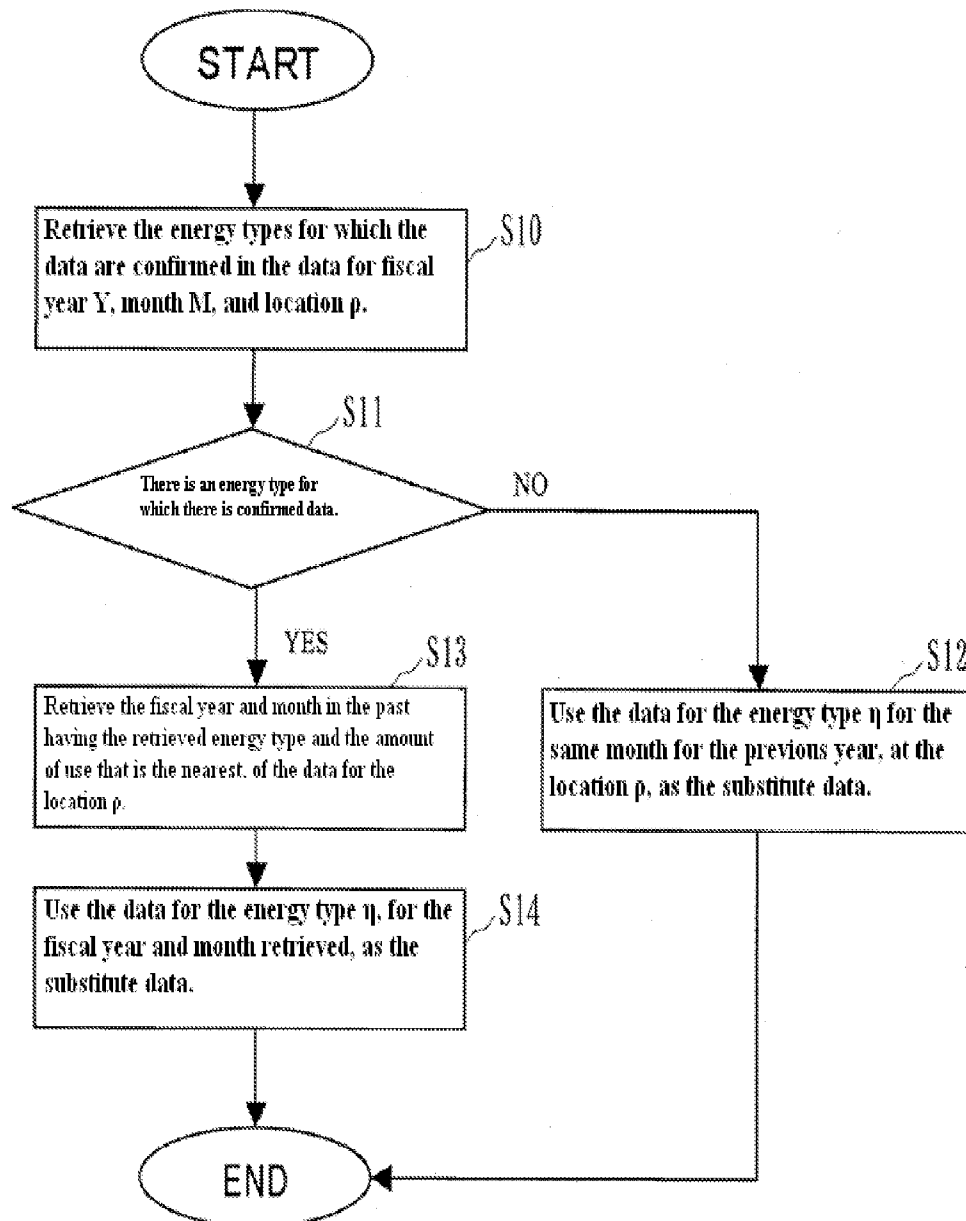 START
Retrieve the energy types for which the
data are confirmed in the data for fiscal
year Y, month M, and location ρ.
S10
S11
There is an energy type for
which there is confirmed data.
NO
YES
S13
Retrieve the fiscal year and month in the past
having the retrieved energy type and the amount
of use that is the nearest. of the data for the
location ρ.
S12
Use the data for the energy type η for the
same month for the previous year, at the
location ρ, as the substitute data.
Use the data for the energy type η, for the
fiscal year and month retrieved, as the
substitute data.
S14
END